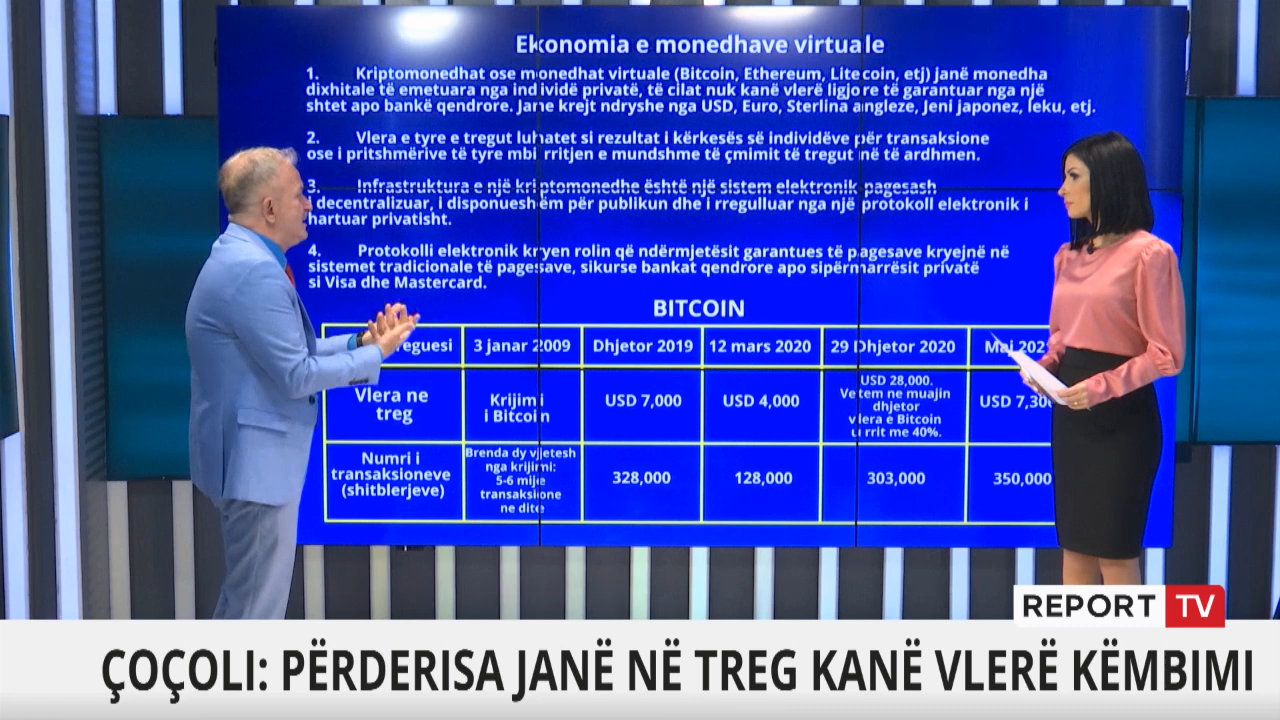 Ekonomia e monedhave virtuale
1. Kriptomonedhat ose monedhat virtuale (Bitcoin, Ethereum, Litecoin, etj) janë monedha
dixhitale të emetuara nga individë privatë, të cilat nuk kanë vlerë ligjore të garantuar nga një
shtet apo bankë qendrore. Jane krejt ndryshe nga USD, Euro, Sterlina angleze, Jeni japonez, leku, etj.
2. Vlera e tyre e tregut luhatet si rezultat i kërkesës së individëve për transaksione
ose i pritshmërive të tyre mbi rritjen e mundshme të çmimit të tregut në të ardhmen.
3. Infrastruktura e një kriptomonedhe është një sistem elektronik pagesash
i decentralizuar, i disponueshëm për publikun dhe i rregulluar nga një protokoll elektronik i
hartuar privatisht.
4. Protokolli elektronik kryen rolin që ndërmjetësit garantues të pagesave kryejnë në
sistemet tradicionale të pagesave, sikurse bankat qendrore apo sipërmarrësit privatë
si Visa dhe Mastercard.
BITCOIN
3 janar 2009 Dhjetor 2019 12 mars 2020 29 Dhjetor 2020 Maj
Vlera ne
treg
Krijimi
i Bitcoin
USD 7,000
USD 4,000
USD 28,000.
Vetem ne muajin
dhjetor
vlera e Bitcoin
u rrit me 40%.
USD
Numri i
transaksioneve
(shitblerjeve)
Brenda dy vjetesh
nga krijimi:
5-6 mije
transaksione
ne dite
328,000
128,000
303,000
350,000
REPORT TV
ÇOÇOLI: PËRDERISA JANË NË TREG KANË VLERË KËMBIMI